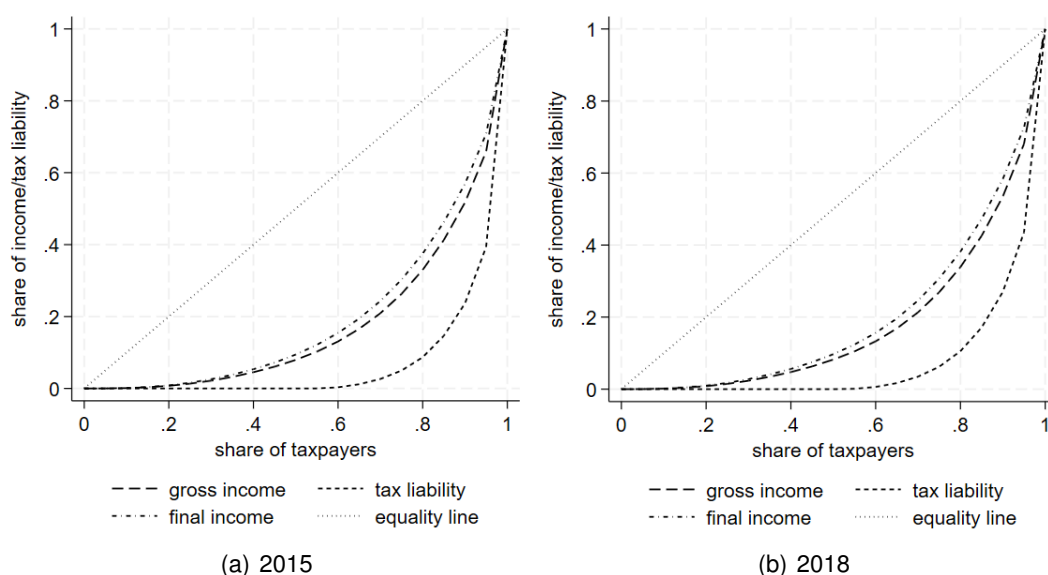 share of income/tax liability
1
.8
.6
.4
.2
0
0 .2 .4 .6 .8 1
share of taxpayers
gross income tax liability
final income equality line
(a) 2015
share of income/tax liability
1
.8
.6
.4
.2
0
0 .2 .4 .6 .8 1
share of taxpayers
gross income tax liability
final income equality line
(b) 2018